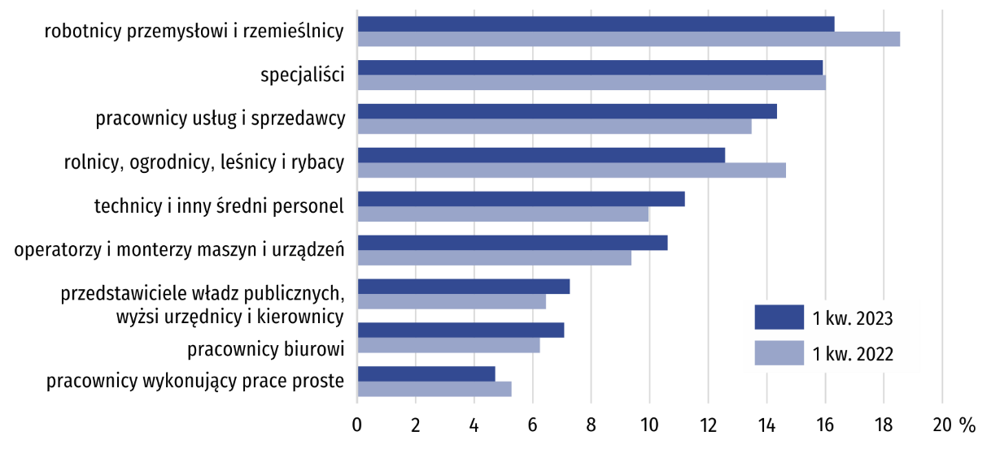 robotnicy przemysłowi i rzemieślnicy
specjaliści
pracownicy usług i sprzedawcy
rolnicy, ogrodnicy, leśnicy i rybacy
technicy i inny średni personel
operatorzy i monterzy maszyn i urządzeń
przedstawiciele władz publicznych,
wyżsi urzędnicy i kierownicy
pracownicy biurowi
pracownicy wykonujący prace proste
1 kw. 2023
1 kw. 2022
0 2 4 6 8 10 12 14 16 18 20 %